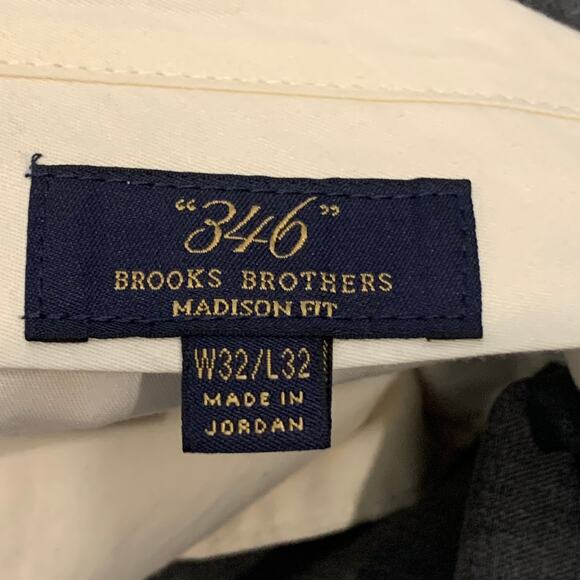 “346”
BROOKS BROTHERS
MADISON FIT
W32/L32
MADE IN
JORDAN